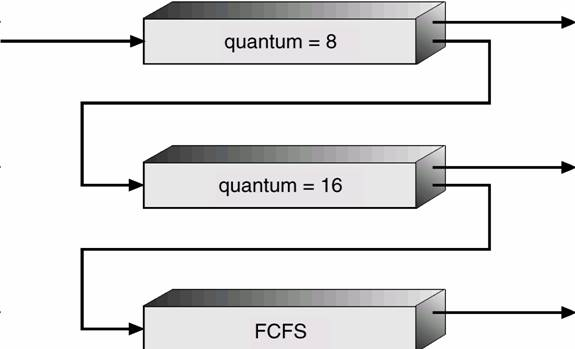 quantum = 8
quantum = 16
FCFS